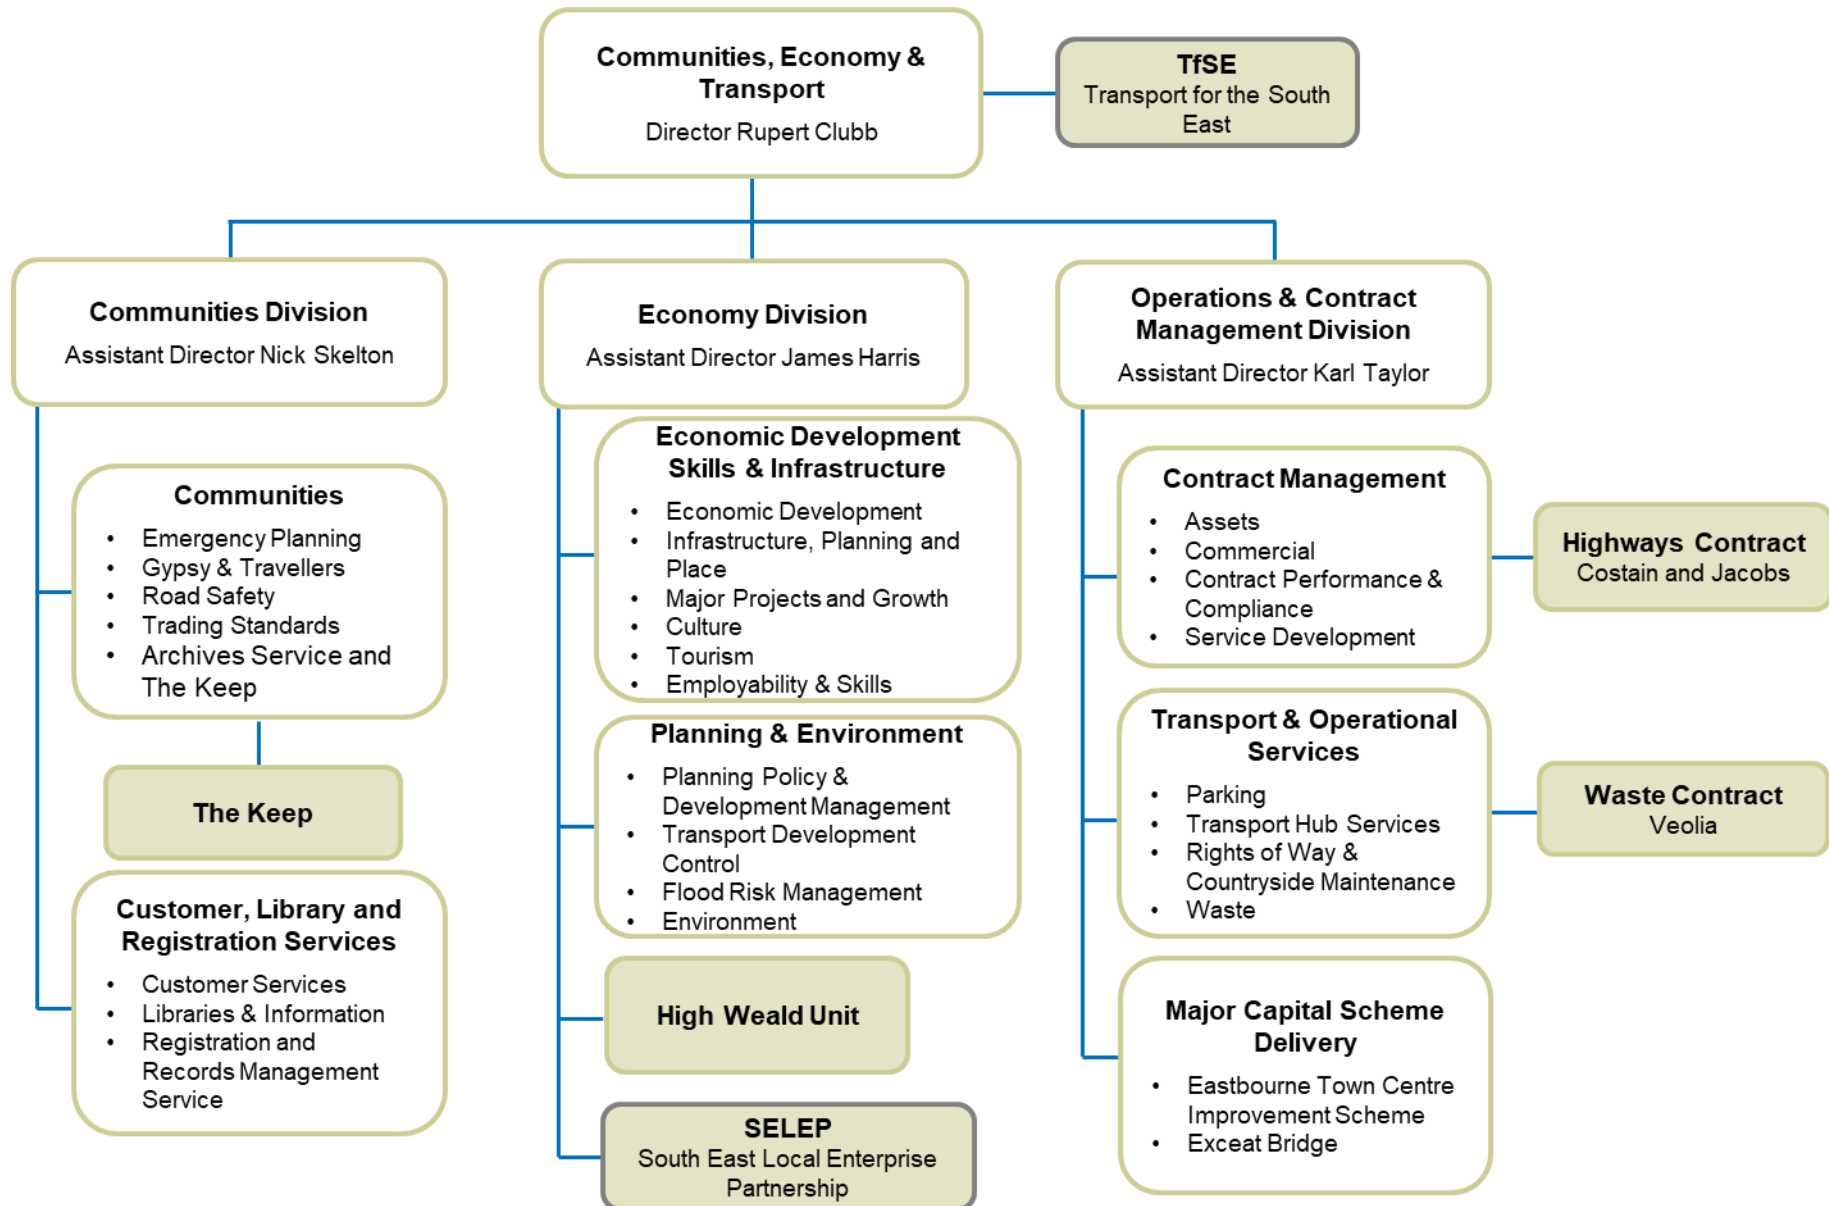 Communities, Economy &
Transport
Director Rupert Clubb
TfSE
Transport for the South
East
Communities Division
Assistant Director Nick Skelton
Communities
• Emergency Planning
• Gypsy & Travellers
• Road Safety
• Trading Standards
• Archives Service and
The Keep
The Keep
Customer, Library and
Registration Services
• Customer Services
• Libraries & Information
• Registration and
Records Management
Service
Economy Division
Assistant Director James Harris
Economic Development
Skills & Infrastructure
• Economic Development
• Infrastructure, Planning and
Place
• Major Projects and Growth
• Culture
• Tourism
• Employability & Skills
Planning & Environment
• Planning Policy &
Development Management
• Transport Development
Control
• Flood Risk Management
• Environment
High Weald Unit
SELEP
South East Local Enterprise
Partnership
Operations & Contract
Management Division
Assistant Director Karl Taylor
Contract Management
• Assets
• Commercial
• Contract Performance &
Compliance
• Service Development
Highways Contract
Costain and Jacobs
Transport & Operational
Services
• Parking
• Transport Hub Services
• Rights of Way &
Countryside Maintenance
• Waste
Waste Contract
Veolia
Major Capital Scheme
Delivery
• Eastbourne Town Centre
Improvement Scheme
• Exceat Bridge